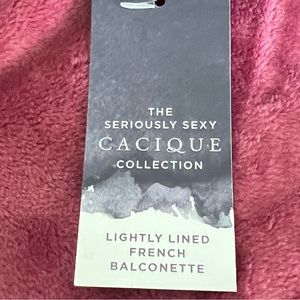 THE
SERIOUSLY SEXY
CACIQUE
COLLECTION
LIGHTLY LINED
FRENCH
BALCONETTE